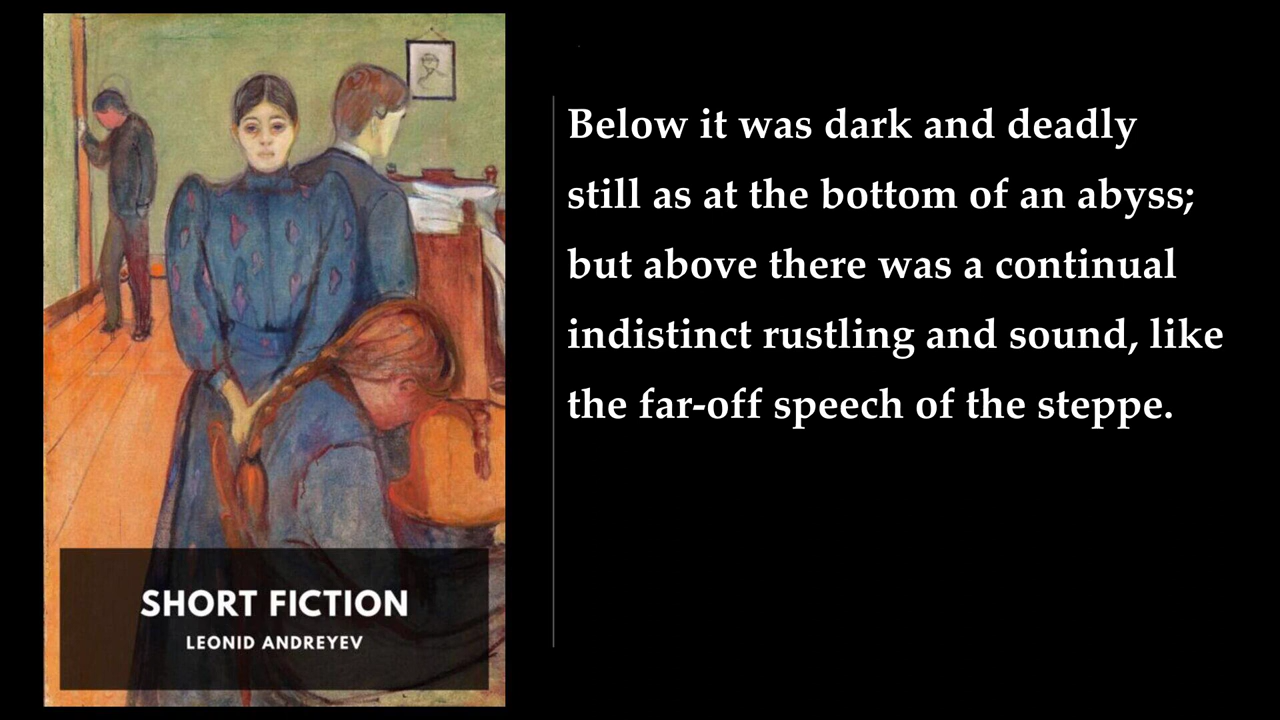 SHORT FICTION
LEONID ANDREYEV
Below it was dark and deadly
still as at the bottom of an abyss;
but above there was a continual
indistinct rustling and sound, like
the far-off speech of the steppe.